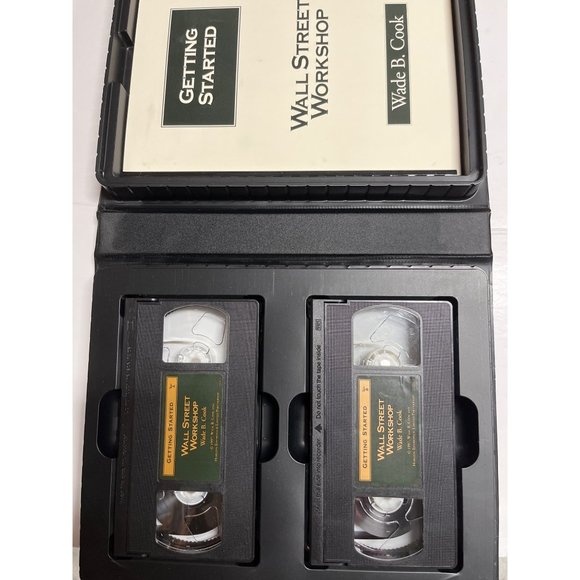 GETTING
STARTED
WALL STREET
WORKSHOP
Wade B. Cook
GETTING STARTED
WALL STREET
WORKSHOP
Wade B. Cook
GETTING STARTED
WALL STREET
WORKSHOP
Wade B. Cook
Do not touch the tape inside